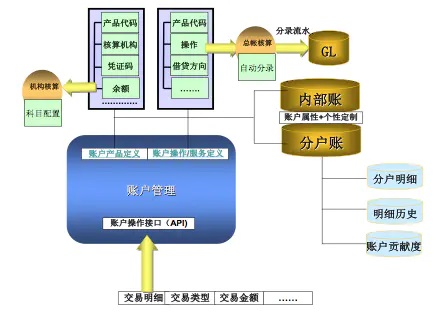 产品代码
核算机构
凭证码
余额
…………
产品代码
操作
借贷方向
…….
机构核算
科目配置
总帐核算
自动分录
分录流水
GL
内部账
账户属性+个性定制
分户账
账户产品定义
账户操作/服务定义
账户管理
账户操作接口（API)
分户明细
明细历史
账户贡献度
交易明细
交易类型
交易金额
……